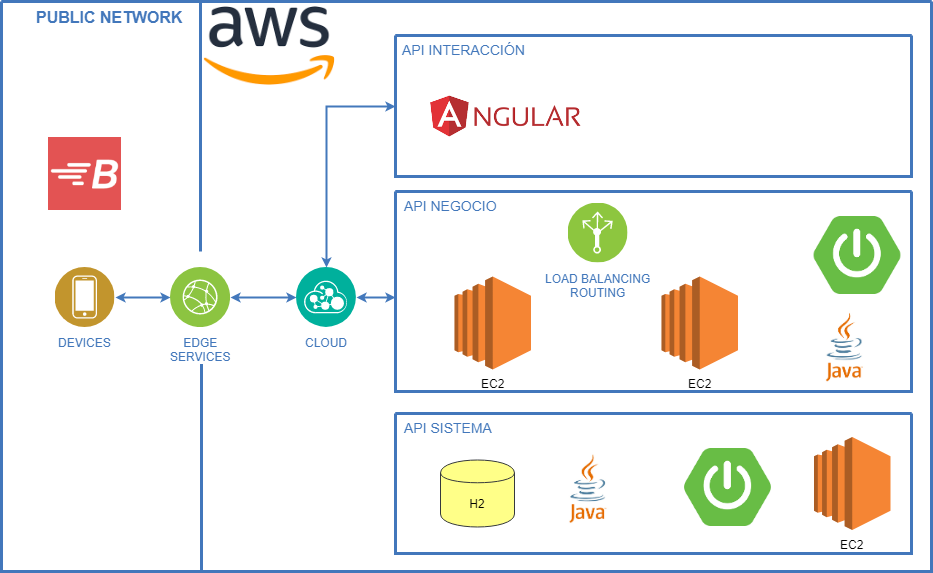 PUBLIC NETWORK
aws
API INTERACCIÓN
ANGULAR
B
API NEGOCIO
LOAD BALANCING
ROUTING
DEVICES
EDGE
SERVICES
CLOUD
EC2
EC2
Java
API SISTEMA
H2
Java
EC2